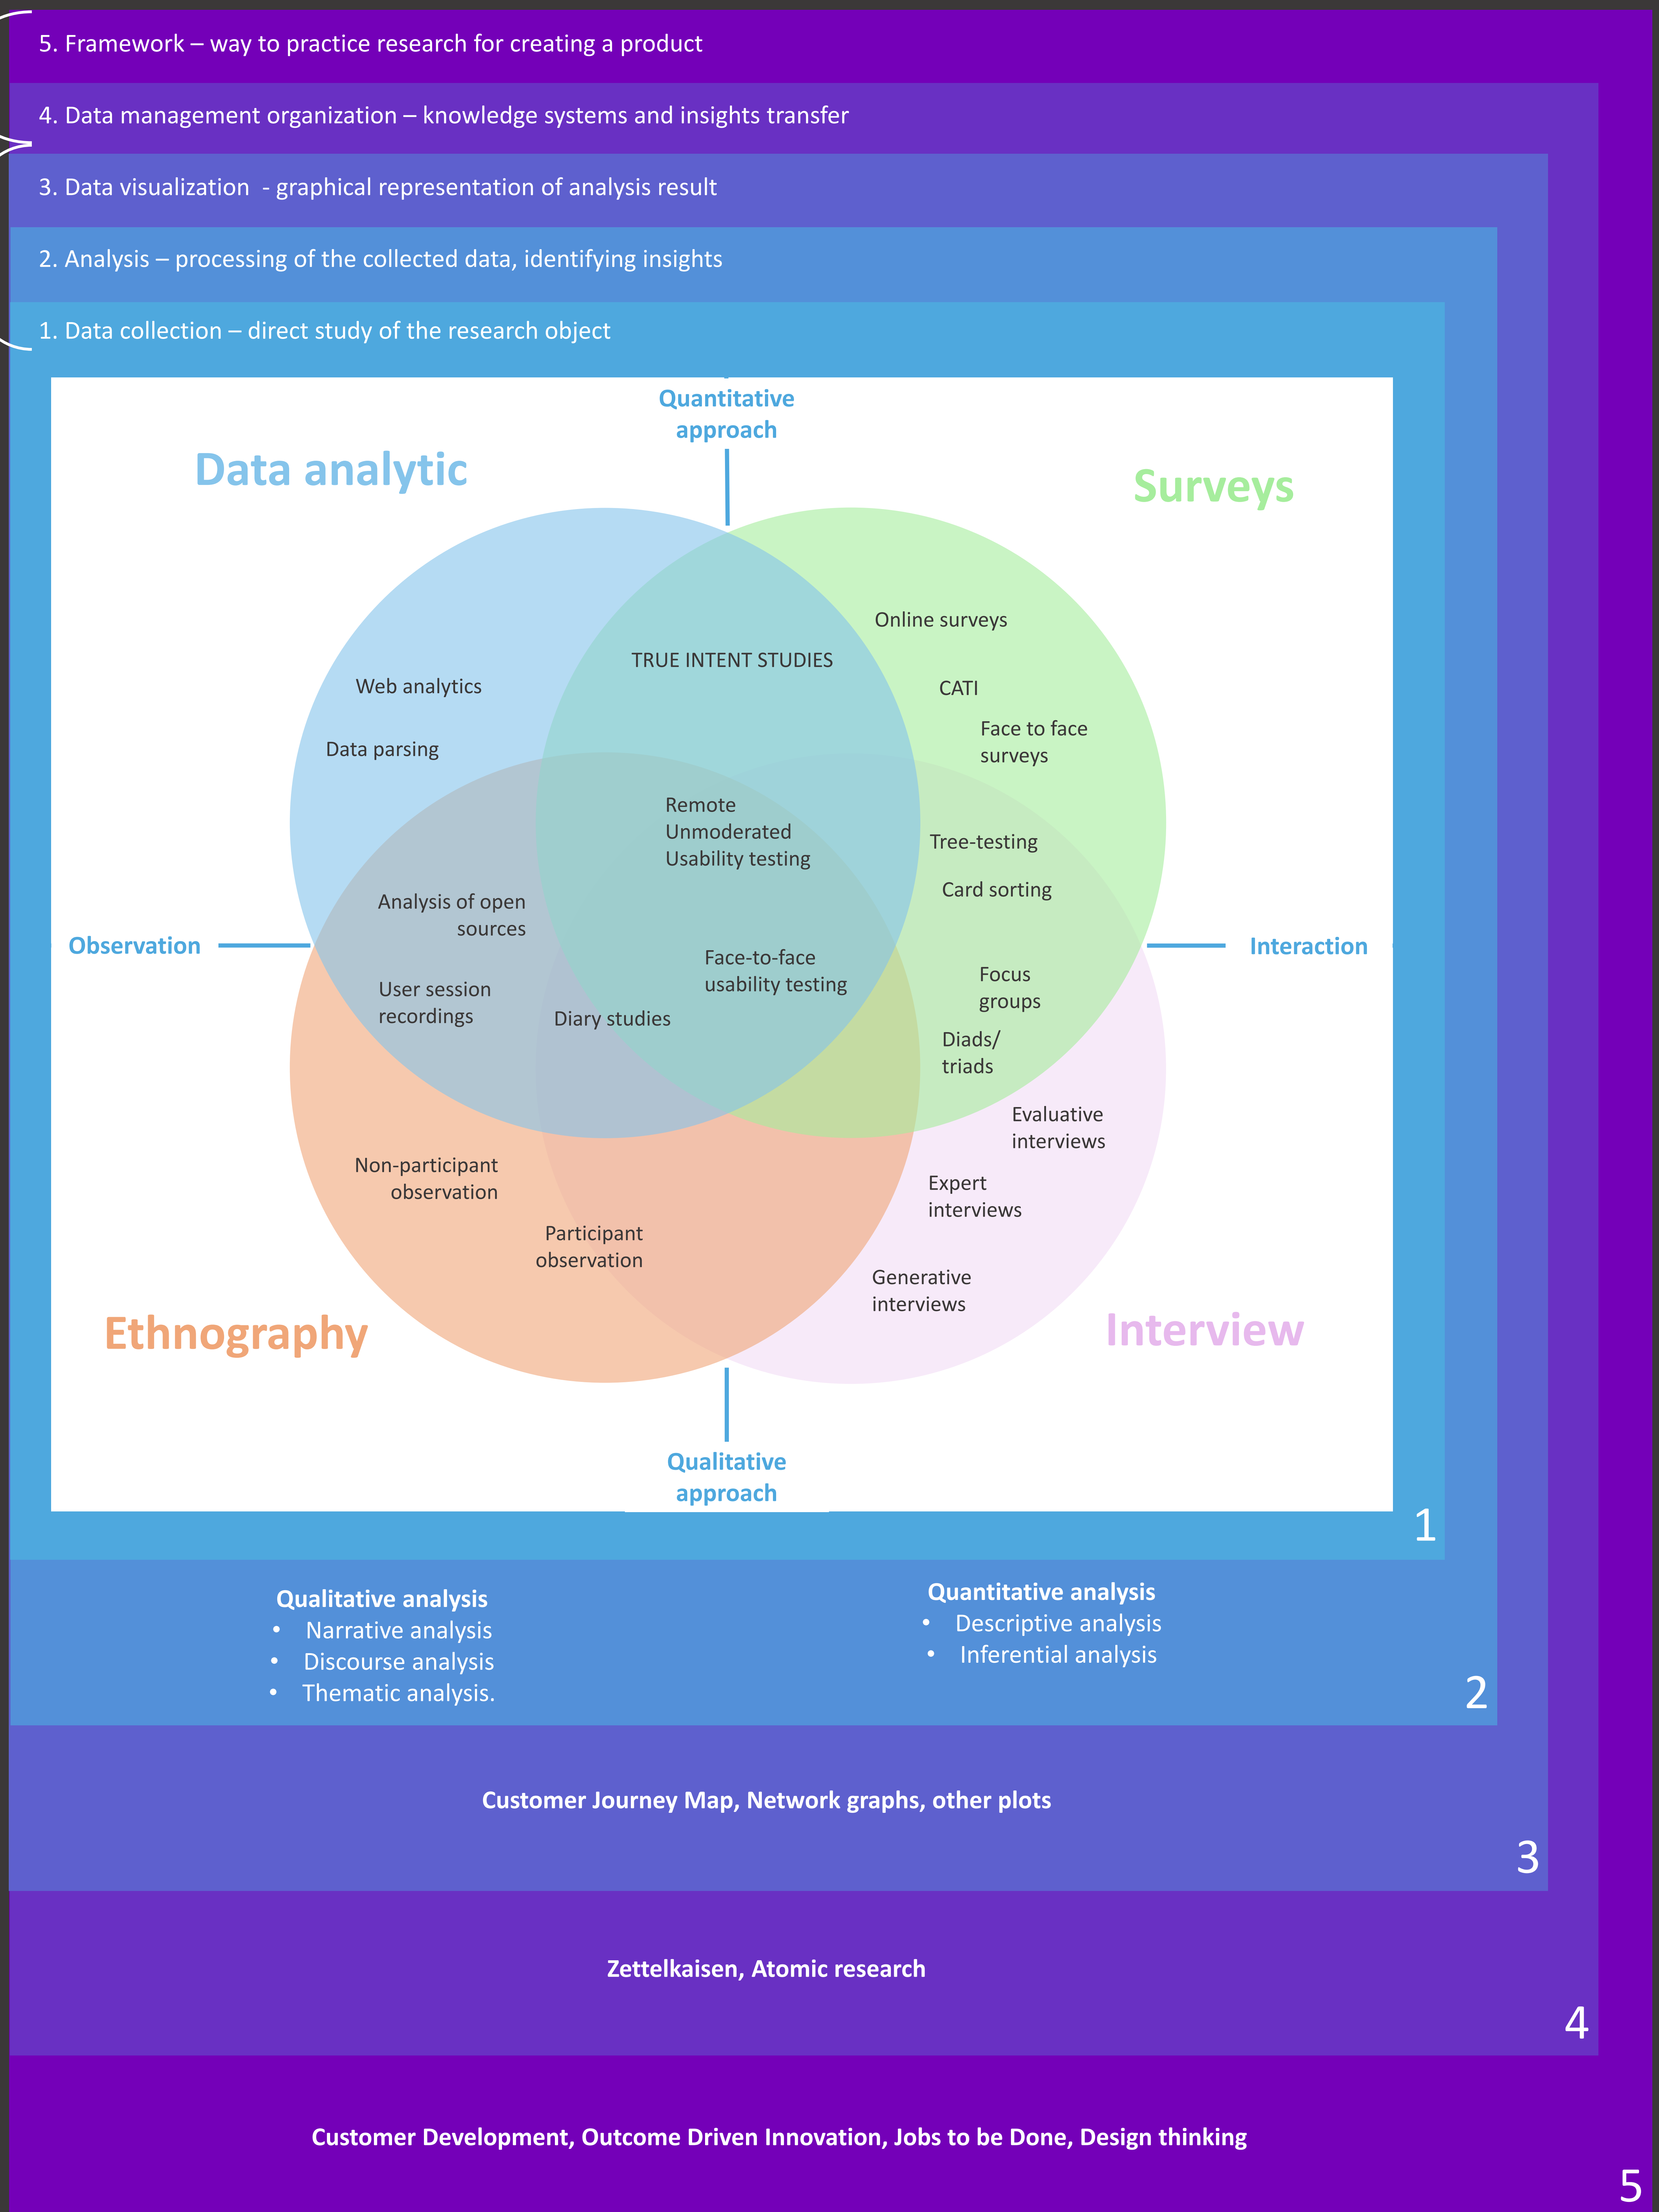 5. Framework – way to practice research for creating a product
4. Data management organization – knowledge systems and insights transfer
3. Data visualization  - graphical representation of analysis result
2. Analysis – processing of the collected data, identifying insights
1. Data collection – direct study of the research object
Quantitative
approach
Data analytic
Surveys
Online surveys
TRUE INTENT STUDIES
Web analytics
CATI
Face to face
surveys
Data parsing
Remote
Unmoderated
Usability testing
Tree-testing
Card sorting
Analysis of open
sources
Observation
Interaction
Face-to-face
usability testing
Focus
groups
User session
recordings
Diary studies
Diads/
triads
Evaluative
interviews
Non-participant
observation
Expert
interviews
Participant
observation
Generative
interviews
Ethnography
Interview
Qualitative
approach
1
Qualitative analysis
• Narrative analysis
• Discourse analysis
• Thematic analysis.
Quantitative analysis
• Descriptive analysis
• Inferential analysis
2
Customer Journey Map, Network graphs, other plots
3
Zettelkaisen, Atomic research
4
Customer Development, Outcome Driven Innovation, Jobs to be Done, Design thinking
5